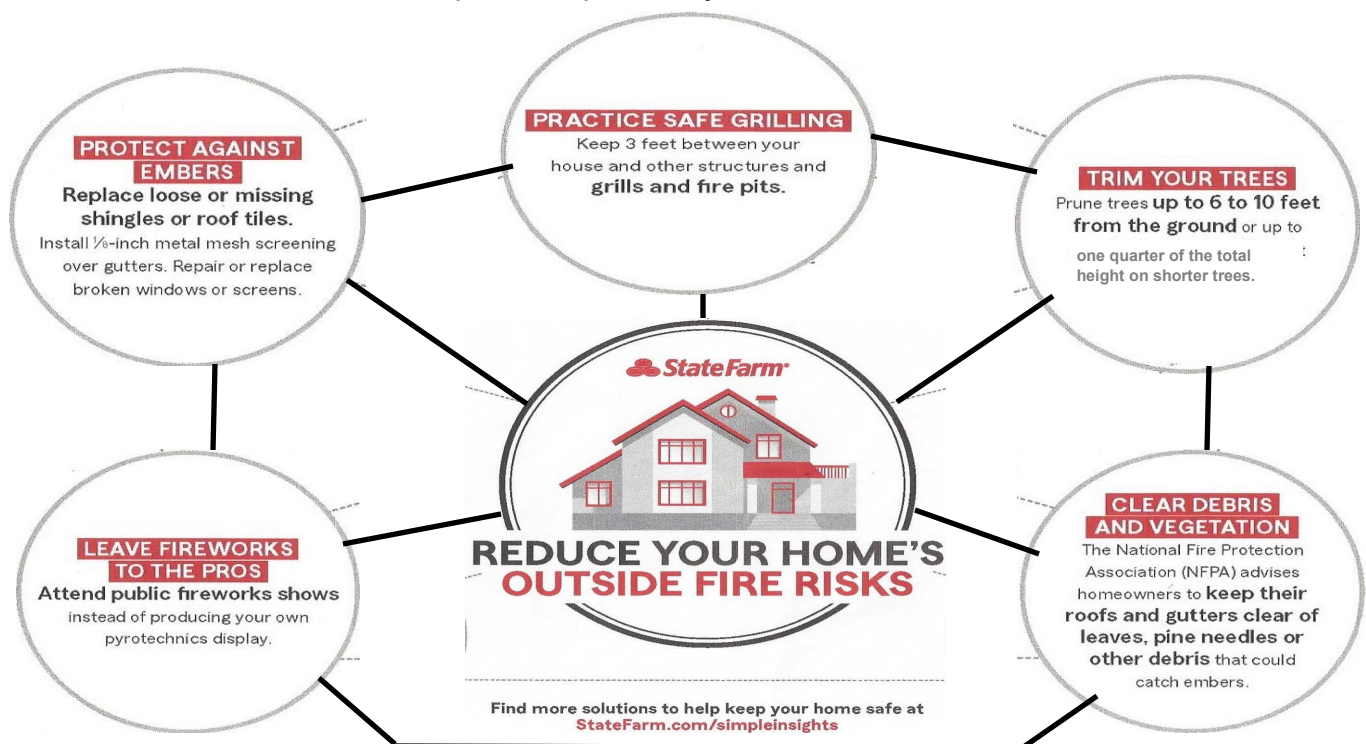 PRACTICE SAFE GRILLING
Keep 3 feet between your
house and other structures and
grills and fire pits.
PROTECT AGAINST
EMBERS
Replace loose or missing
shingles or roof tiles.
Install ⅛-inch metal mesh screening
over gutters. Repair or replace
broken windows or screens.
TRIM YOUR TREES
Prune trees up to 6 to 10 feet
from the ground or up to
one quarter of the total
height on shorter trees.
StateFarm
REDUCE YOUR HOME'S
OUTSIDE FIRE RISKS
LEAVE FIREWORKS
TO THE PROS
Attend public fireworks shows
instead of producing your own
pyrotechnics display.
CLEAR DEBRIS
AND VEGETATION
The National Fire Protection
Association (NFPA) advises
homeowners to keep their
roofs and gutters clear of
leaves, pine needles or
other debris that could
catch embers.
Find more solutions to help keep your home safe at
StateFarm.com/simpleinsights